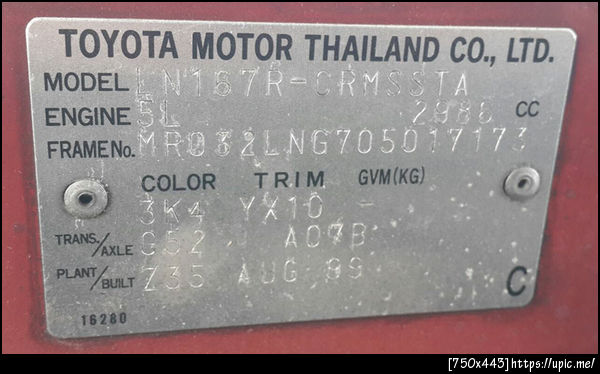 TOYOTA MOTOR THAILAND CO., LTD.
MODEL LN167R-CRMSSTA
ENGINE 5L 2986 CC
FRAME No. MR032LNG705017173
COLOR TRIM GVM(KG)
3K4 YX10 -
TRANS./AXLE G52 A07B
PLANT/BUILT Z35 AUG 99
C
16280
[750x443]https://upic.me/